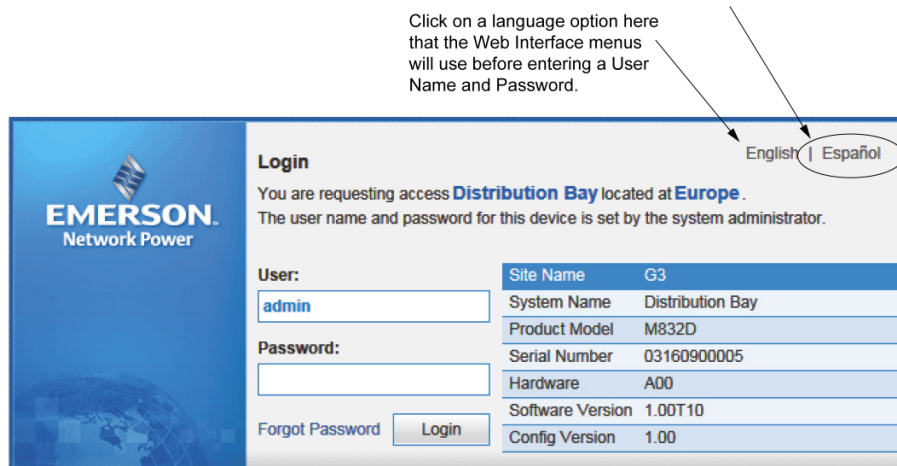 Click on a language option here
that the Web Interface menus
will use before entering a User
Name and Password.
English | Español
EMERSON.
Network Power
Login
You are requesting access Distribution Bay located at Europe .
The user name and password for this device is set by the system administrator.
User:
admin
Password:
Forgot Password Login
Site Name G3
System Name Distribution Bay
Product Model M832D
Serial Number 03160900005
Hardware A00
Software Version 1.00T10
Config Version 1.00